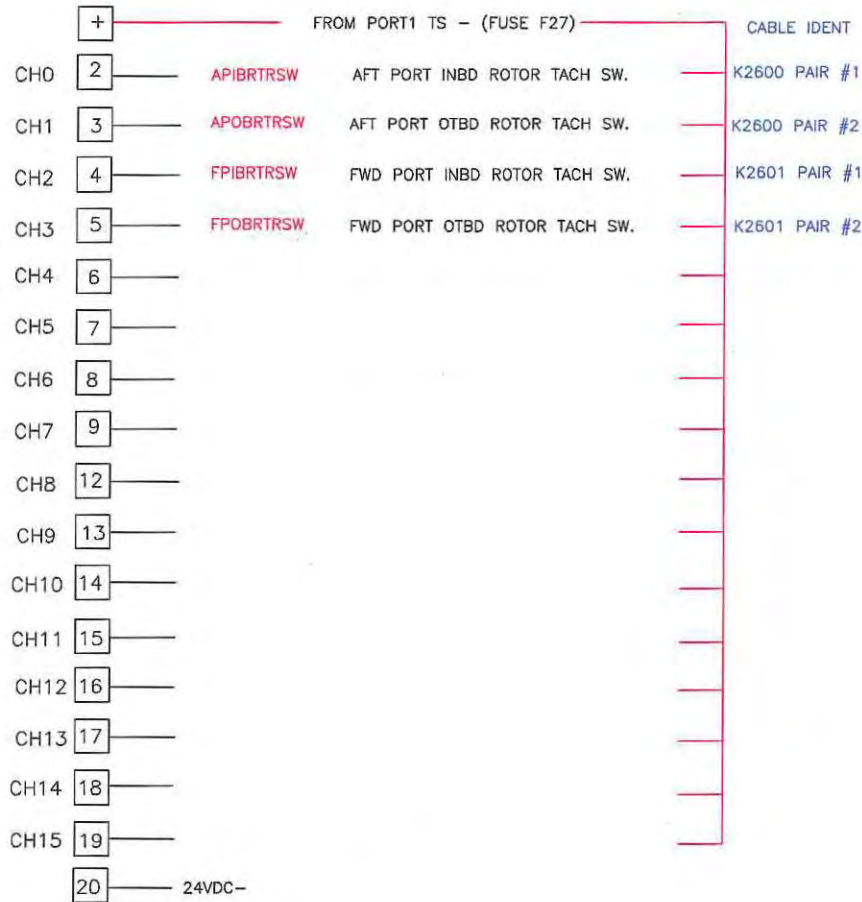 + FROM PORT1 TS - (FUSE F27) CABLE IDENT
CH0 2 APIBRTRSW AFT PORT INBD ROTOR TACH SW. K2600 PAIR #1
CH1 3 APOBRTRSW AFT PORT OTBD ROTOR TACH SW. K2600 PAIR #2
CH2 4 FPIBRTRSW FWD PORT INBD ROTOR TACH SW. K2601 PAIR #1
CH3 5 FPOBRTRSW FWD PORT OTBD ROTOR TACH SW. K2601 PAIR #2
CH4 6
CH5 7
CH6 8
CH7 9
CH8 12
CH9 13
CH10 14
CH11 15
CH12 16
CH13 17
CH14 18
CH15 19
20 24VDC-